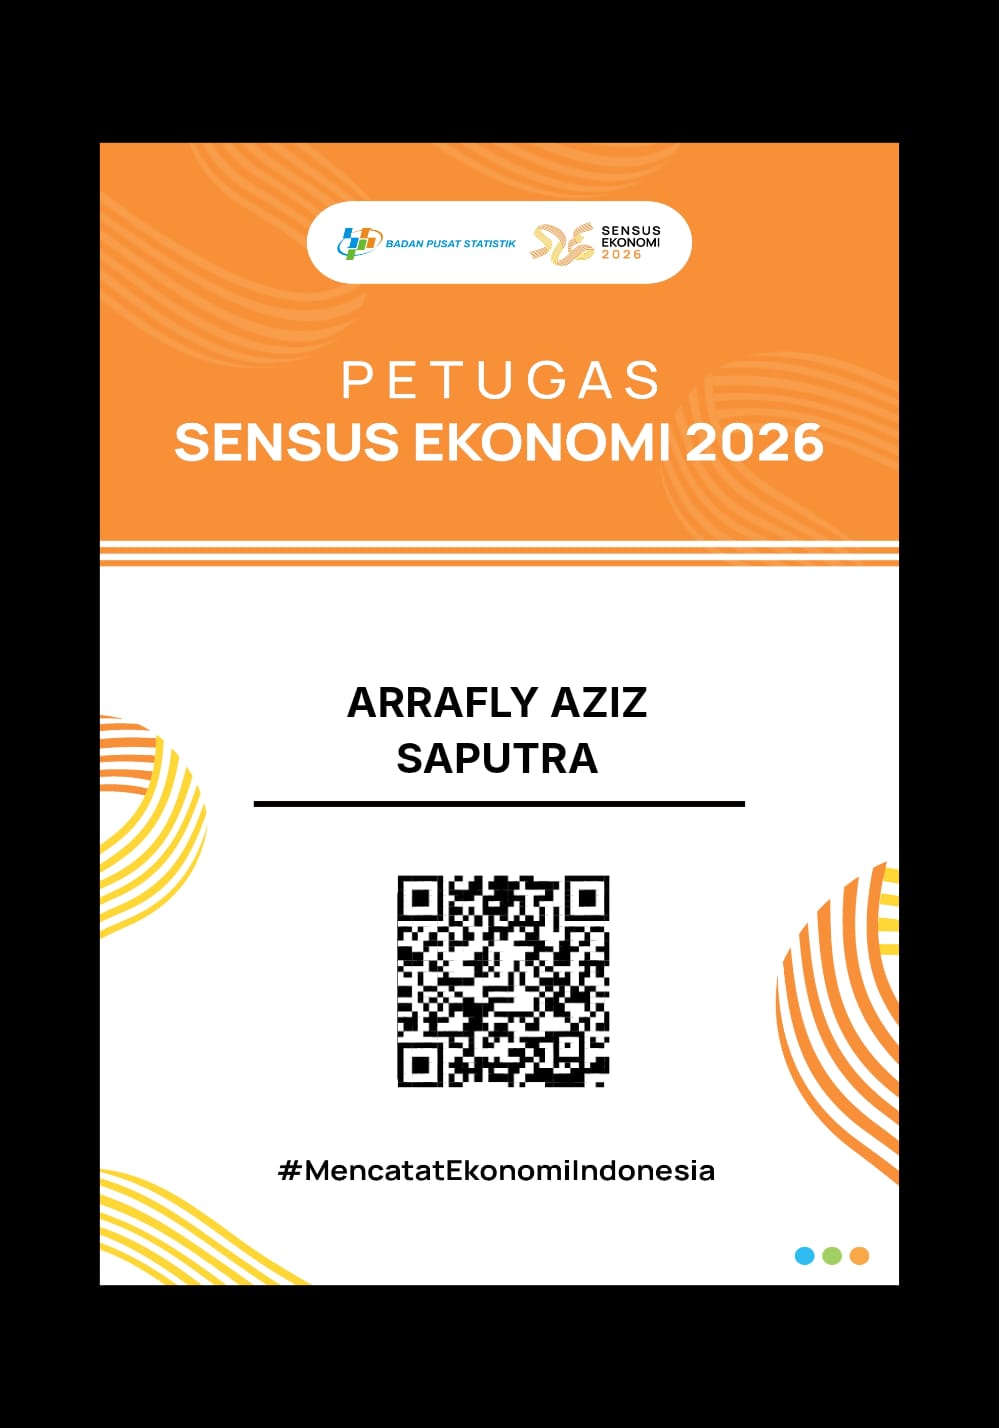 BADAN PUSAT STATISTIK
SENSUS
EKONOMI
2026
PETUGAS
SENSUS EKONOMI 2026
ARRAFLY AZIZ
SAPUTRA
#MencatatEkonomiIndonesia